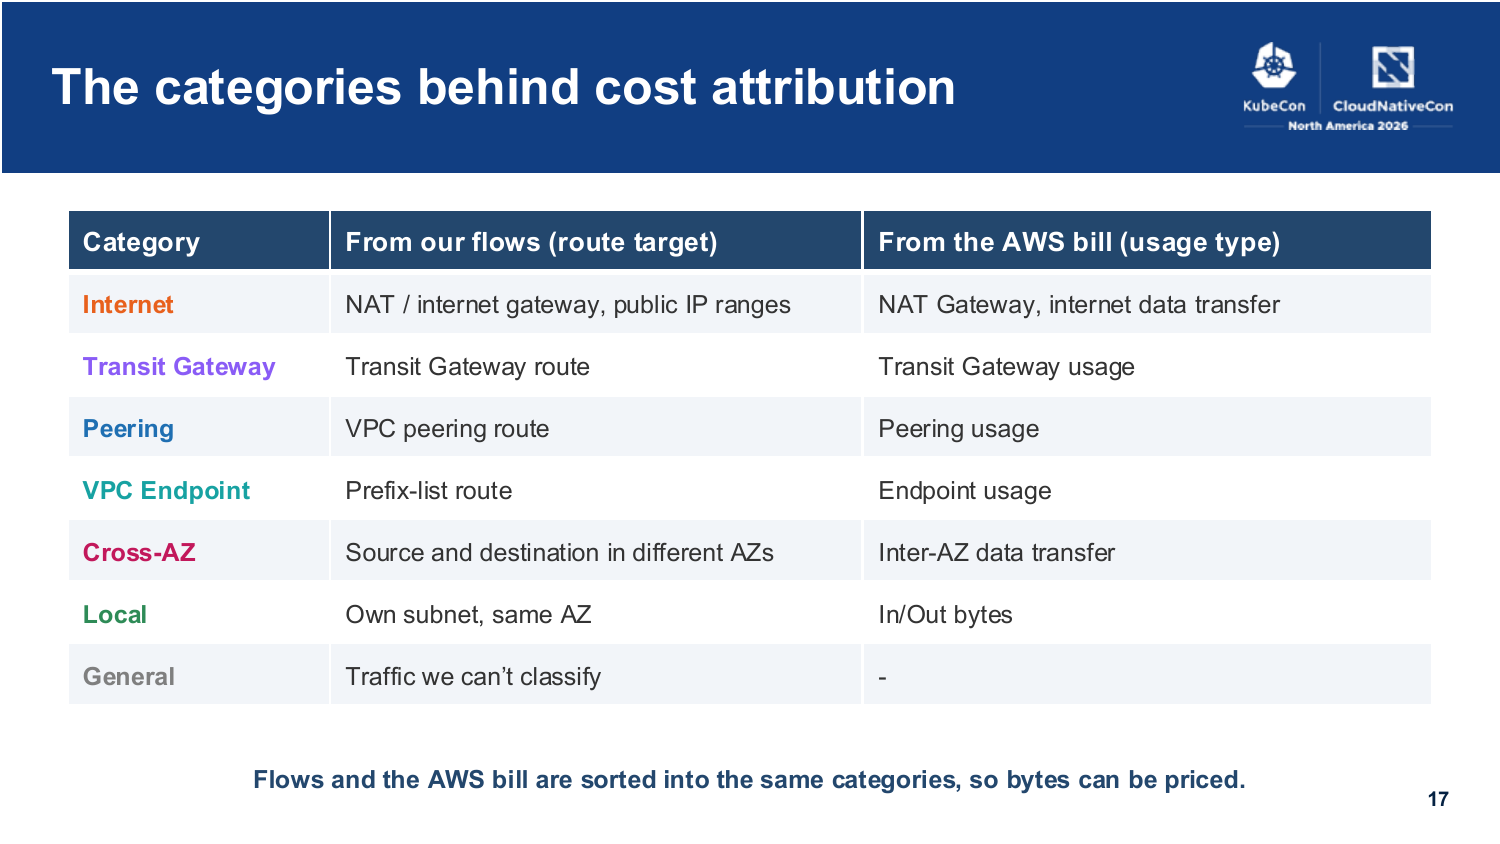 The categories behind cost attribution
KubeCon
CloudNativeCon
North America 2026
Category
From our flows (route target)
From the AWS bill (usage type)
Internet
NAT / internet gateway, public IP ranges
NAT Gateway, internet data transfer
Transit Gateway
Transit Gateway route
Transit Gateway usage
Peering
VPC peering route
Peering usage
VPC Endpoint
Prefix-list route
Endpoint usage
Cross-AZ
Source and destination in different AZs
Inter-AZ data transfer
Local
Own subnet, same AZ
In/Out bytes
General
Traffic we can’t classify
-
Flows and the AWS bill are sorted into the same categories, so bytes can be priced.
17